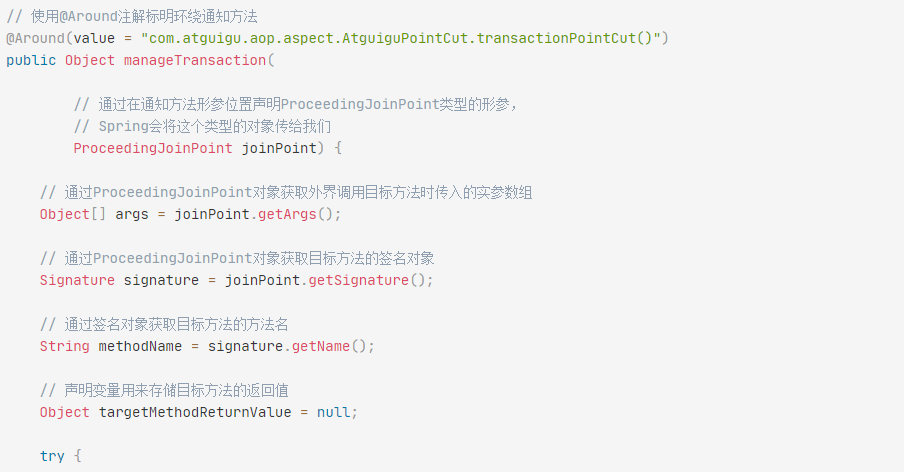 // 使用@Around注解标明环绕通知方法
@Around(value = "com.atguigu.aop.aspect.AtguiguPointCut.transactionPointCut()")
public Object manageTransaction(
// 通过在通知方法形参位置声明ProceedingJoinPoint类型的形参，
// Spring会将这个类型的对象传给我们
ProceedingJoinPoint joinPoint) {
// 通过ProceedingJoinPoint对象获取外界调用目标方法时传入的实参数组
Object[] args = joinPoint.getArgs();
// 通过ProceedingJoinPoint对象获取目标方法的签名对象
Signature signature = joinPoint.getSignature();
// 通过签名对象获取目标方法的方法名
String methodName = signature.getName();
// 声明变量用来存储目标方法的返回值
Object targetMethodReturnValue = null;
try {